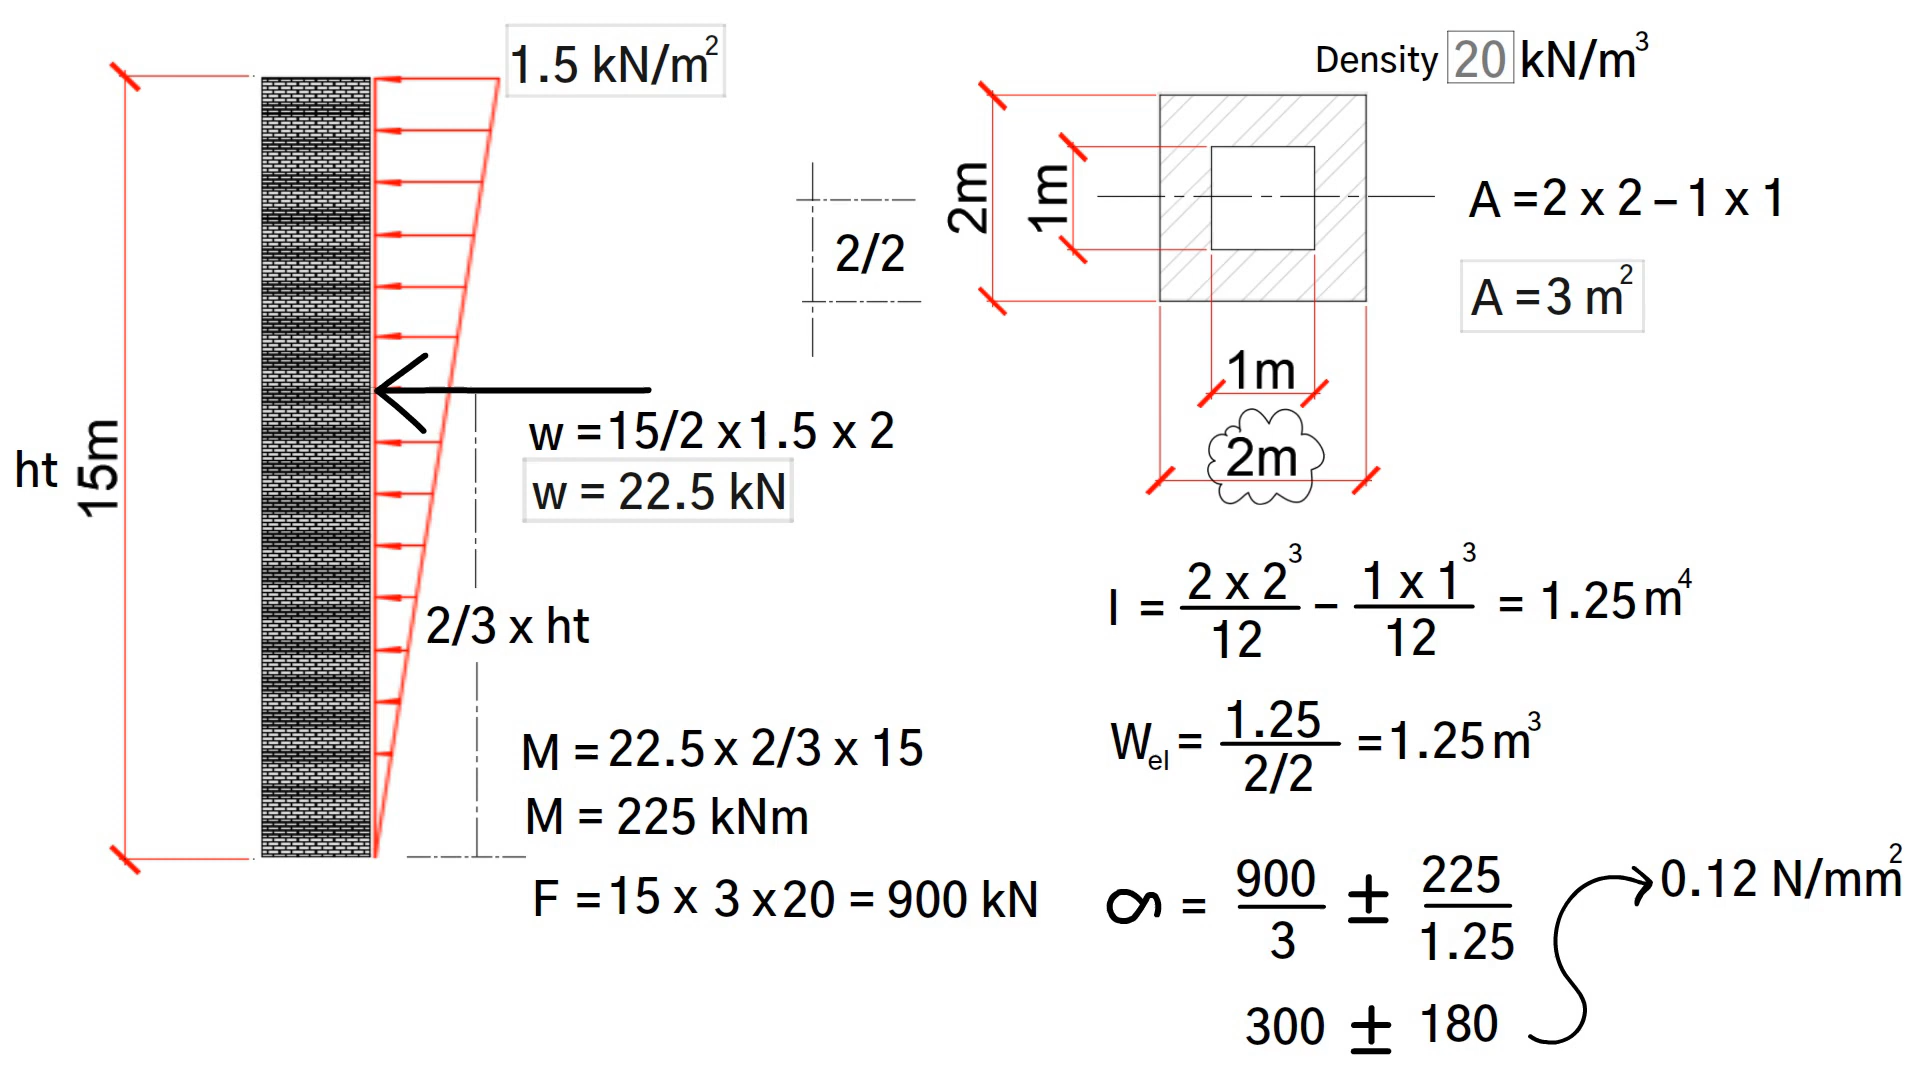 1.5 kN/m²
Density 20 kN/m³
2m
1m
A = 2 x 2 – 1 x 1
2/2
A = 3 m²
1m
ht 15m
w = 15/2 x 1.5 x 2
2m
w = 22.5 kN
I = 2 x 2³/12 – 1 x 1³/12 = 1.25 m⁴
2/3 x ht
Wel = 1.25/2/2 = 1.25 m³
M = 22.5 x 2/3 x 15
M = 225 kNm
F = 15 x 3 x 20 = 900 kN
∝ = 900/3 ± 225/1.25
0.12 N/mm²
300 ± 180